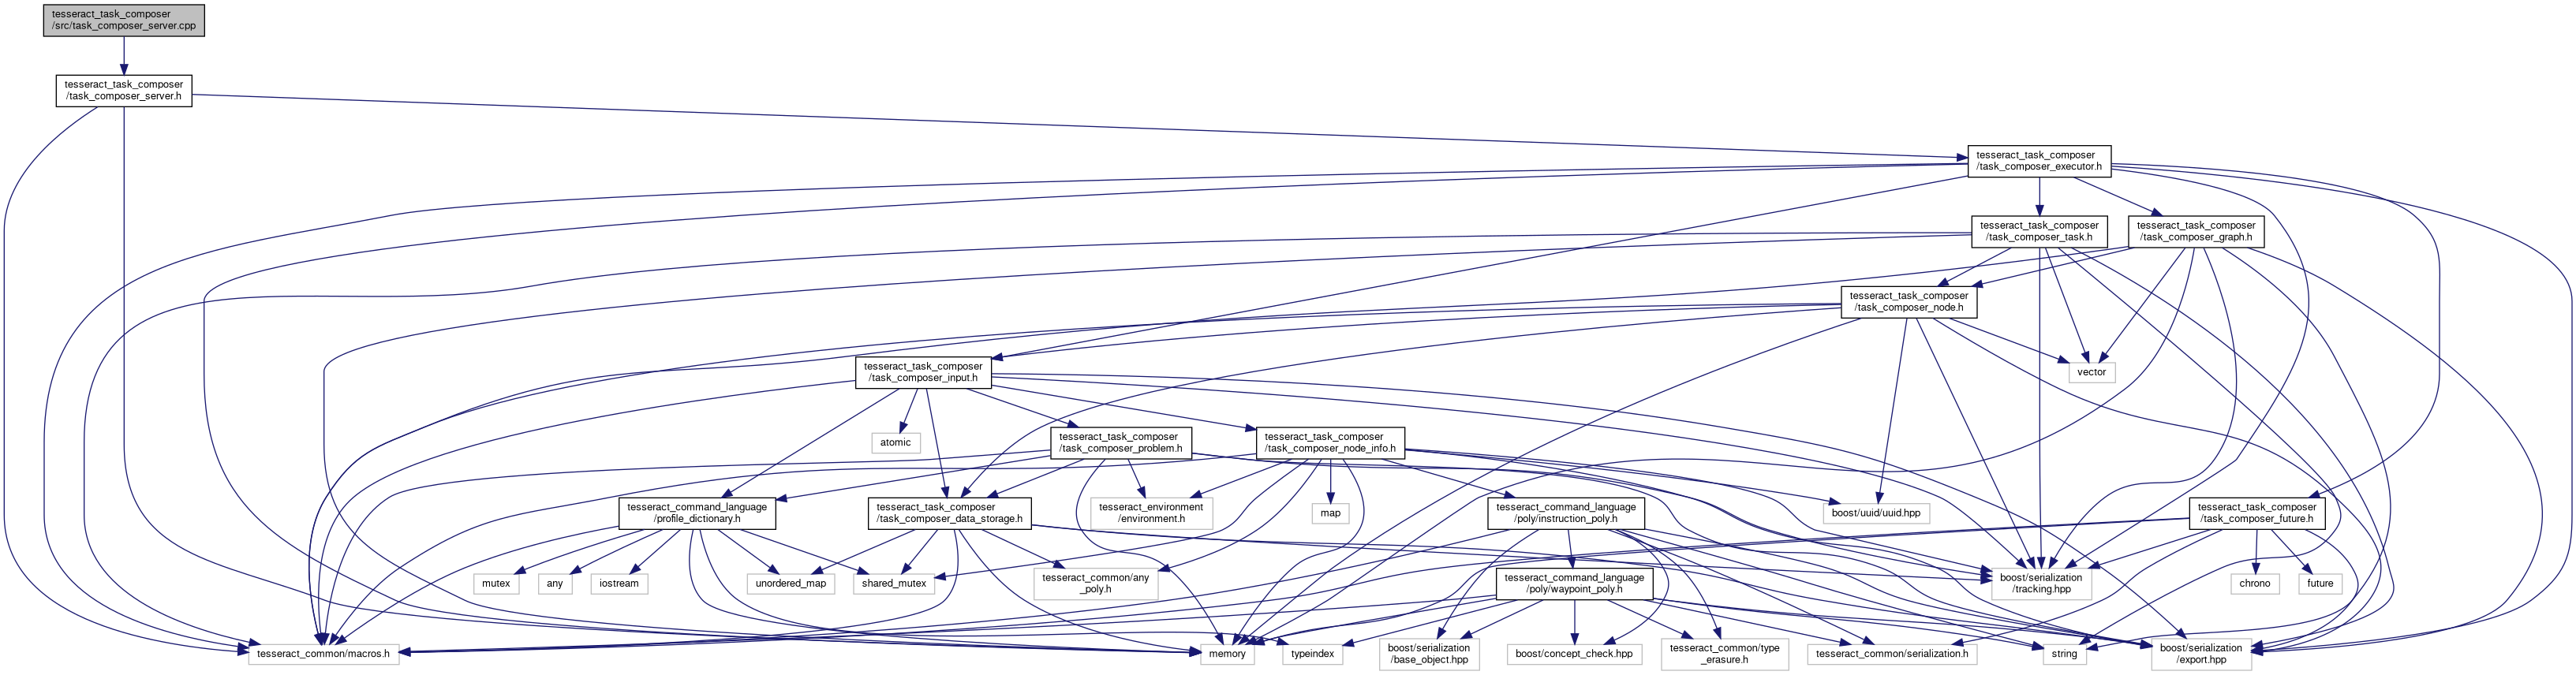 tesseract_task_composer
/src/task_composer_server.cpp
tesseract_task_composer
/task_composer_server.h
tesseract_task_composer
/task_composer_executor.h
tesseract_task_composer
/task_composer_task.h
tesseract_task_composer
/task_composer_graph.h
tesseract_task_composer
/task_composer_node.h
tesseract_task_composer
/task_composer_input.h
vector
atomic
tesseract_task_composer
/task_composer_problem.h
tesseract_task_composer
/task_composer_node_info.h
tesseract_command_language
/profile_dictionary.h
tesseract_task_composer
/task_composer_data_storage.h
tesseract_environment
/environment.h
map
tesseract_command_language
/poly/instruction_poly.h
boost/uuid/uuid.hpp
tesseract_task_composer
/task_composer_future.h
mutex
any
iostream
unordered_map
shared_mutex
tesseract_common/any
_poly.h
tesseract_command_language
/poly/waypoint_poly.h
boost/serialization
/tracking.hpp
chrono
future
tesseract_common/macros.h
memory
typeindex
boost/serialization
/base_object.hpp
boost/concept_check.hpp
tesseract_common/type
_erasure.h
tesseract_common/serialization.h
string
boost/serialization
/export.hpp